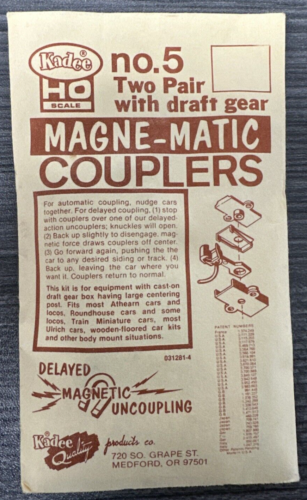 Kadee
®
HO
SCALE
no.5
Two Pair
with draft gear
MAGNE-MATIC
COUPLERS
For automatic coupling, nudge cars
together. For delayed coupling, (1) stop
with couplers over one of our delayed-
action uncouplers; knuckles will open.
(2) Back up slightly to disengage, mag-
netic force draws couplers off center.
(3) Go forward again, pushing the the
car to any desired siding or track. (4)
Back up, leaving the car where you
want it. Couplers return to normal.
This kit is for equipment with cast-on
draft gear box having large centering
post. Fits most Athearn cars and
locos, Roundhouse cars and some
locos, Train Miniature cars, most
Ulrich cars, wooden-floored car kits
and other body mount situations.
031281-4
PATENT NUMBERS
DELAYED
MAGNETIC
UNCOUPLING
Kadee
Quality
products co.
720 SO. GRAPE ST.
MEDFORD, OR 97501